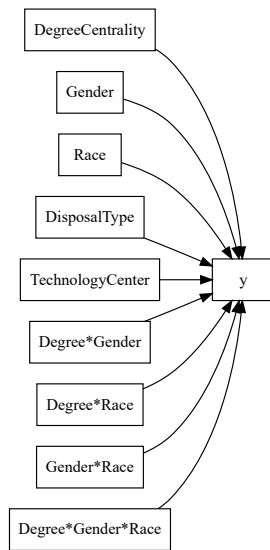 DegreeCentrality
Gender
Race
DisposalType
TechnologyCenter
y
Degree*Gender
Degree*Race
Gender*Race
Degree*Gender*Race